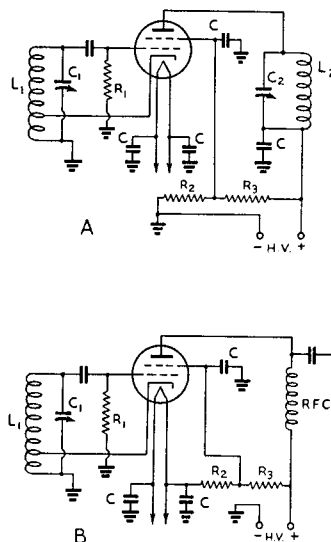 C
L₁ C₁ R₁ C₂ L₂
C C C
R₂ R₃
A
− H.V. +
C
L₁ C₁ R₁ RFC
C C R₂ R₃
B
− H.V. +